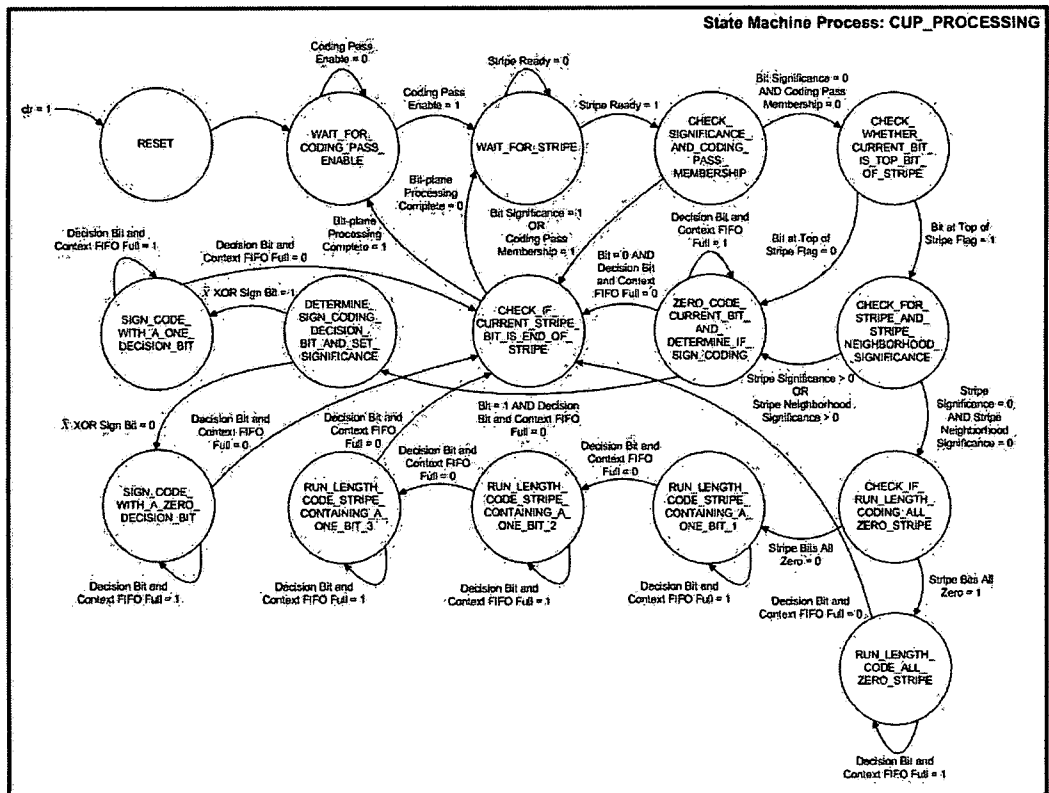 State Machine Process: CUP_PROCESSING
Coding Pass
Enable = 0
Stripe Ready = 0
Bit Significance = 0
AND Coding Pass
Membership = 0
clr = 1
Coding Pass
Enable = 1
Stripe Ready = 1
RESET
WAIT_FOR_
CODING_PASS_
ENABLE
WAIT_FOR_STRIPE
CHECK_
SIGNIFICANCE_
AND_CODING_
PASS_
MEMBERSHIP
CHECK_
WHETHER_
CURRENT_BIT_
IS_TOP_BIT_
OF_STRIPE
Bit-plane
Processing
Complete = 0
Bit-plane
Processing
Complete = 1
Bit Significance = 1
OR
Coding Pass
Membership = 1
Decision Bit and
Context FIFO
Full = 1
Bit at Top of
Stripe Flag = 0
Bit at Top of
Stripe Flag = 1
Decision Bit and
Context FIFO Full = 1
Decision Bit and
Context FIFO Full = 0
Bit = 0 AND
Decision Bit
and Context
FIFO Full = 0
X̂ XOR Sign Bit = 1
SIGN_CODE_
WITH_A_ONE_
DECISION_BIT
DETERMINE_
SIGN_CODING_
DECISION_
BIT_AND_SET_
SIGNIFICANCE
CHECK_IF_
CURRENT_STRIPE_
BIT_IS_END_OF_
STRIPE
ZERO_CODE_
CURRENT_BIT_
AND_
DETERMINE_IF_
SIGN_CODING
CHECK_FOR_
STRIPE_AND_
STRIPE_
NEIGHBORHOOD_
SIGNIFICANCE
Stripe Significance > 0
OR
Stripe Neighborhood
Significance > 0
Stripe
Significance = 0
AND Stripe
Neighborhood
Significance = 0
X̂ XOR Sign Bit = 0
Decision Bit and
Context FIFO
Full = 0
Decision Bit and
Context FIFO
Full = 0
Bit = 1 AND Decision
Bit and Context FIFO
Full = 0
Decision Bit and
Context FIFO
Full = 0
Decision Bit and
Context FIFO
Full = 0
SIGN_CODE_
WITH_A_ZERO_
DECISION_BIT
RUN_LENGTH_
CODE_STRIPE_
CONTAINING_A_
ONE_BIT_3
RUN_LENGTH_
CODE_STRIPE_
CONTAINING_A_
ONE_BIT_2
RUN_LENGTH_
CODE_STRIPE_
CONTAINING_A_
ONE_BIT_1
CHECK_IF_
RUN_LENGTH_
CODING_ALL_
ZERO_STRIPE
Stripe Bits All
Zero = 0
Stripe Bits All
Zero = 1
Decision Bit and
Context FIFO Full = 1
Decision Bit and
Context FIFO Full = 1
Decision Bit and
Context FIFO Full = 1
Decision Bit and
Context FIFO Full = 1
Decision Bit and
Context FIFO Full = 0
RUN_LENGTH_
CODE_ALL_
ZERO_STRIPE
Decision Bit and
Context FIFO Full = 1